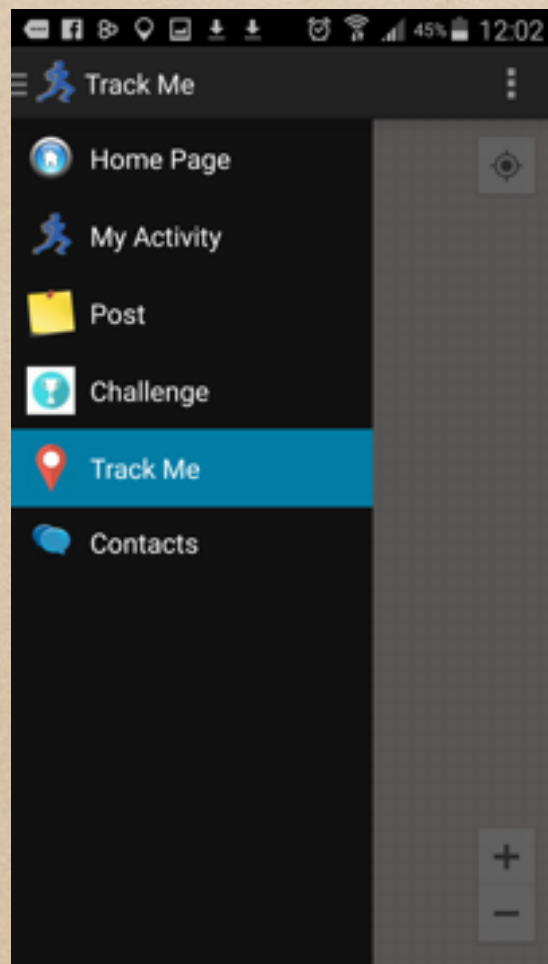 45% 12:02
Track Me
Home Page
My Activity
Post
Challenge
Track Me
Contacts
+
−